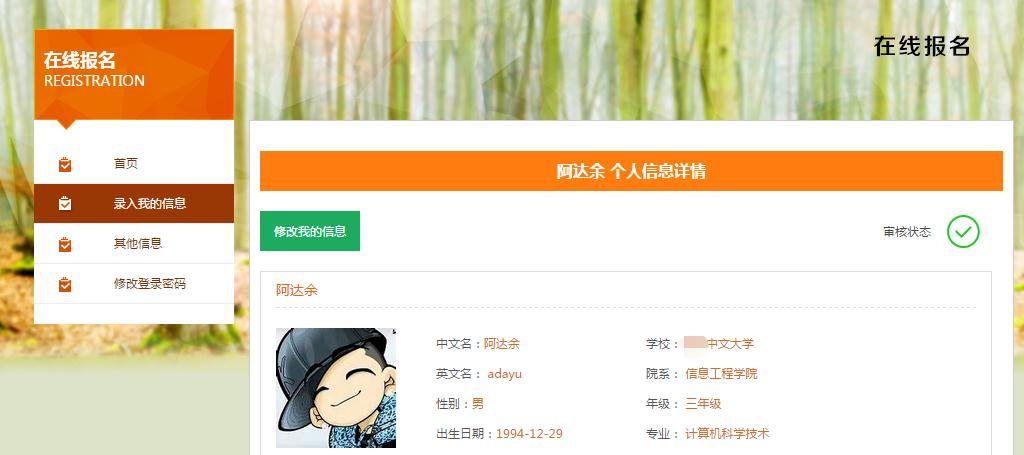 在线报名
在线报名
REGISTRATION
首页
录入我的信息
其他信息
修改登录密码
阿达余 个人信息详情
修改我的信息
审核状态
阿达余
中文名：阿达余
学校：中文大学
英文名： adayu
院系： 信息工程学院
性别：男
年级： 三年级
出生日期：1994-12-29
专业： 计算机科学技术